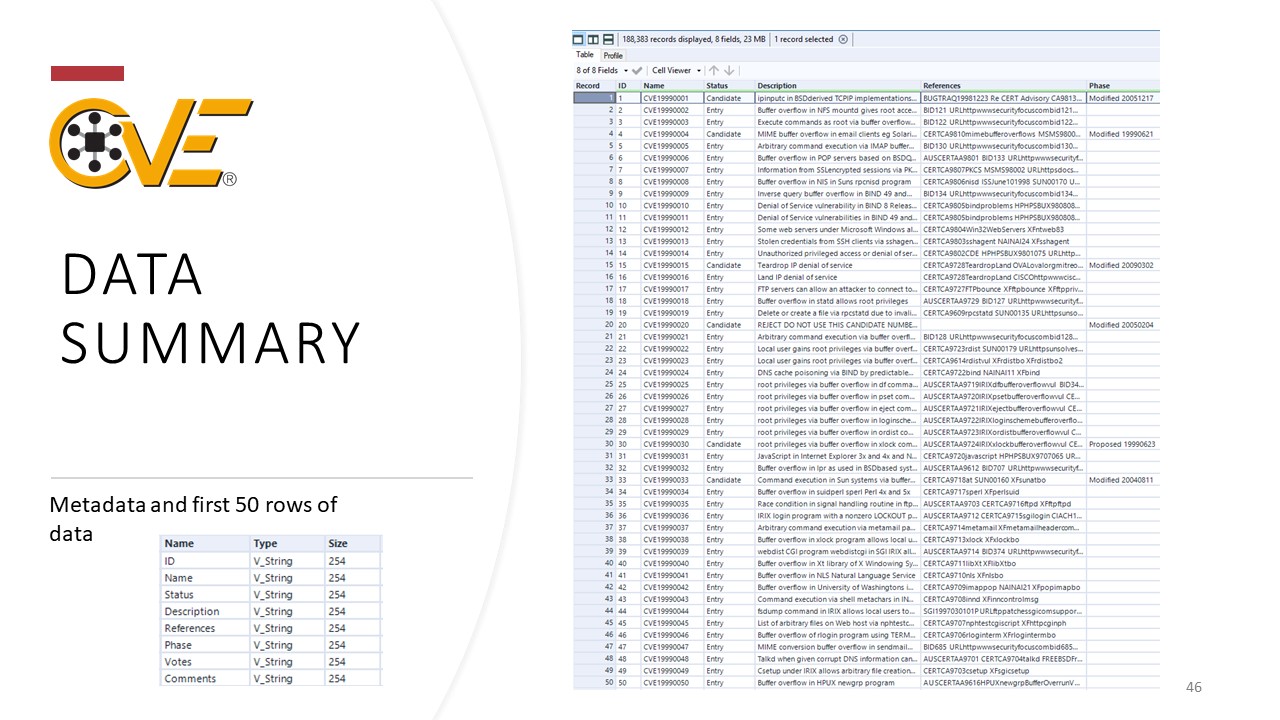 CVE®
DATA
SUMMARY
Metadata and first 50 rows of
data
Name Type Size
ID V_String 254
Name V_String 254
Status V_String 254
Description V_String 254
References V_String 254
Phase V_String 254
Votes V_String 254
Comments V_String 254
188,383 records displayed, 8 fields, 23 MB 1 record selected
Table Profile
8 of 8 Fields Cell Viewer
Record ID Name Status Description References Phase
1 1 CVE19990001 Candidate ipinputc in BSDderived TCPIP implementations... BUGTRAQ19981223 Re CERT Advisory CA9813... Modified 20051217
2 2 CVE19990002 Entry Buffer overflow in NFS mountd gives root acce... BID121 URLhttpwwwsecurityfocuscombid121...
3 3 CVE19990003 Entry Execute commands as root via buffer overflow... BID122 URLhttpwwwsecurityfocuscombid122...
4 4 CVE19990004 Candidate MIME buffer overflow in email clients eg Solari... CERTCA9810mimebufferoverflows MSMS9800... Modified 19990621
5 5 CVE19990005 Entry Arbitrary command execution via IMAP buffer... BID130 URLhttpwwwsecurityfocuscombid130...
6 6 CVE19990006 Entry Buffer overflow in POP servers based on BSDQ... AUSCERTAA9801 BID133 URLhttpwwwsecurityf...
7 7 CVE19990007 Entry Information from SSLencrypted sessions via PK... CERTCA9807PKCS MSMS98002 URLhttpsdocs...
8 8 CVE19990008 Entry Buffer overflow in NIS in Suns rpcnisd program CERTCA9806nisd ISSJune101998 SUN00170 U...
9 9 CVE19990009 Entry Inverse query buffer overflow in BIND 49 and... BID134 URLhttpwwwsecurityfocuscombid134...
10 10 CVE19990010 Entry Denial of Service vulnerability in BIND 8 Releas... CERTCA9805bindproblems HPHPSBUX980808...
11 11 CVE19990011 Entry Denial of Service vulnerabilities in BIND 49 and... CERTCA9805bindproblems HPHPSBUX980808...
12 12 CVE19990012 Entry Some web servers under Microsoft Windows al... CERTCA9804Win32WebServers XFntweb83
13 13 CVE19990013 Entry Stolen credentials from SSH clients via sshagen... CERTCA9803sshagent NAINAI24 XFsshagent
14 14 CVE19990014 Entry Unauthorized privileged access or denial of ser... CERTCA9802CDE HPHPSBUX9801075 URLhttp...
15 15 CVE19990015 Candidate Teardrop IP denial of service CERTCA9728TeardropLand OVALovalorgmitreo... Modified 20090302
16 16 CVE19990016 Entry Land IP denial of service CERTCA9728TeardropLand CISCOhttpwwwcisc...
17 17 CVE19990017 Entry FTP servers can allow an attacker to connect to... CERTCA9727FTPbounce XFftpbounce XFftppriv...
18 18 CVE19990018 Entry Buffer overflow in statd allows root privileges AUSCERTAA9729 BID127 URLhttpwwwsecurityf...
19 19 CVE19990019 Entry Delete or create a file via rpcstatd due to invali... CERTCA9609rpcstatd SUN00135 URLhttpsunso...
20 20 CVE19990020 Candidate REJECT DO NOT USE THIS CANDIDATE NUMBE... Modified 20050204
21 21 CVE19990021 Entry Arbitrary command execution via buffer overfl... BID128 URLhttpwwwsecurityfocuscombid128...
22 22 CVE19990022 Entry Local user gains root privileges via buffer overf... CERTCA9723rdist SUN00179 URLhttpsunsolves...
23 23 CVE19990023 Entry Local user gains root privileges via buffer overf... CERTCA9614rdistvul XFrdistbo XFrdistbo2
24 24 CVE19990024 Entry DNS cache poisoning via BIND by predictable... CERTCA9722bind NAINAI11 XFbind
25 25 CVE19990025 Entry root privileges via buffer overflow in df comma... AUSCERTAA9719IRIXdfbufferoverflowvul BID34...
26 26 CVE19990026 Entry root privileges via buffer overflow in pset com... AUSCERTAA9720IRIXpsetbufferoverflowvul CE...
27 27 CVE19990027 Entry root privileges via buffer overflow in eject com... AUSCERTAA9721IRIXejectbufferoverflowvul CE...
28 28 CVE19990028 Entry root privileges via buffer overflow in loginsche... AUSCERTAA9722IRIXloginschemebufferoverflo...
29 29 CVE19990029 Entry root privileges via buffer overflow in ordist co... AUSCERTAA9723IRIXordistbufferoverflowvul C...
30 30 CVE19990030 Candidate root privileges via buffer overflow in xlock com... AUSCERTAA9724IRIXxlockbufferoverflowvul CE... Proposed 19990623
31 31 CVE19990031 Entry JavaScript in Internet Explorer 3x and 4x and N... CERTCA9720javascript HPHPSBUX9707065 UR...
32 32 CVE19990032 Entry Buffer overflow in lpr as used in BSDbased syst... AUSCERTAA9612 BID707 URLhttpwwwsecurityf...
33 33 CVE19990033 Candidate Command execution in Sun systems via buffer... CERTCA9718at SUN00160 XFsunatbo Modified 20040811
34 34 CVE19990034 Entry Buffer overflow in suidperl sperl Perl 4x and 5x CERTCA9717sperl XFperlsuid
35 35 CVE19990035 Entry Race condition in signal handling routine in ftp... AUSCERTAA9703 CERTCA9716ftpd XFftpftpd
36 36 CVE19990036 Entry IRIX login program with a nonzero LOCKOUT p... AUSCERTAA9712 CERTCA9715sgilogin CIACH1...
37 37 CVE19990037 Entry Arbitrary command execution via metamail pa... CERTCA9714metamail XFmetamailheadercom...
38 38 CVE19990038 Entry Buffer overflow in xlock program allows local u... CERTCA9713xlock XFxlockbo
39 39 CVE19990039 Entry webdist CGI program webdistcgi in SGI IRIX all... AUSCERTAA9714 BID374 URLhttpwwwsecurityf...
40 40 CVE19990040 Entry Buffer overflow in Xt library of X Windowing Sy... CERTCA9711libXt XFlibXtbo
41 41 CVE19990041 Entry Buffer overflow in NLS Natural Language Service CERTCA9710nls XFnlsbo
42 42 CVE19990042 Entry Buffer overflow in University of Washingtons i... CERTCA9709imappop NAINAI21 XFpopimapbo
43 43 CVE19990043 Entry Command execution via shell metachars in IN... CERTCA9708innd XFinncontrolmsg
44 44 CVE19990044 Entry fsdump command in IRIX allows local users to... SGI19970301​01P URLftppatchessgicomsuppor...
45 45 CVE19990045 Entry List of arbitrary files on Web host via nphtestc... CERTCA9707nphtestcgiscript XFhttpcginph
46 46 CVE19990046 Entry Buffer overflow of rlogin program using TERM... CERTCA9706rloginterm XFrlogintermbo
47 47 CVE19990047 Entry MIME conversion buffer overflow in sendmail... BID685 URLhttpwwwsecurityfocuscombid685...
48 48 CVE19990048 Entry Talkd when given corrupt DNS information can... AUSCERTAA9701 CERTCA9704talkd FREEBSDFr...
49 49 CVE19990049 Entry Csetup under IRIX allows arbitrary file creation... CERTCA9703csetup XFsgicsetup
50 50 CVE19990050 Entry Buffer overflow in HPUX newgrp program AUSCERTAA9616HPUXnewgrpBufferOverrunV...
46